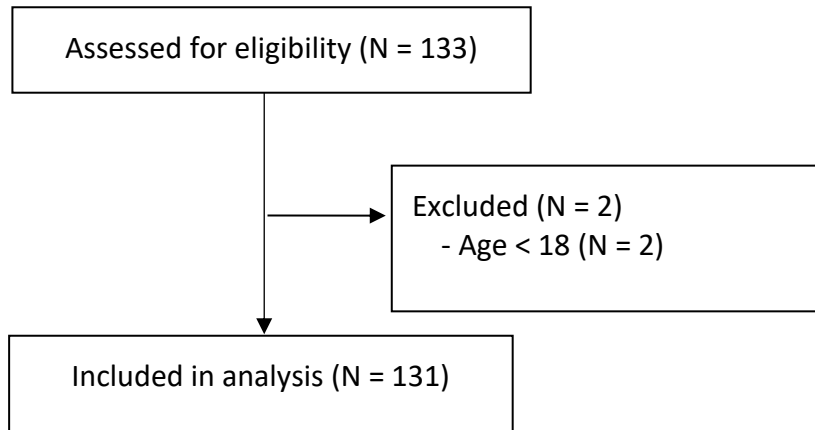 Assessed for eligibility (N = 133)
Excluded (N = 2)
- Age < 18 (N = 2)
Included in analysis (N = 131)